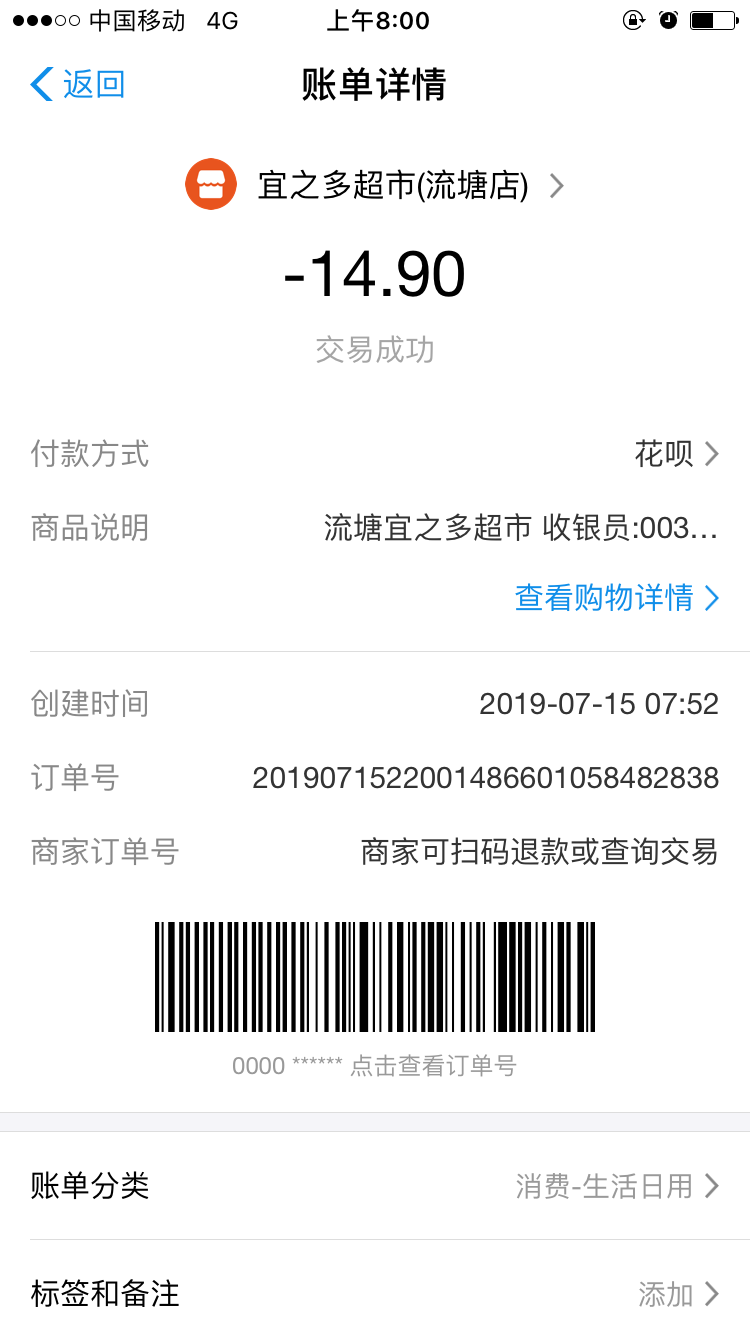 中国移动 4G 上午8:00
返回 账单详情
宜之多超市(流塘店)
-14.90
交易成功
付款方式 花呗
商品说明 流塘宜之多超市 收银员:003...
查看购物详情
创建时间 2019-07-15 07:52
订单号 2019071522001486601058482838
商家订单号 商家可扫码退款或查询交易
0000 ****** 点击查看订单号
账单分类 消费-生活日用
标签和备注 添加